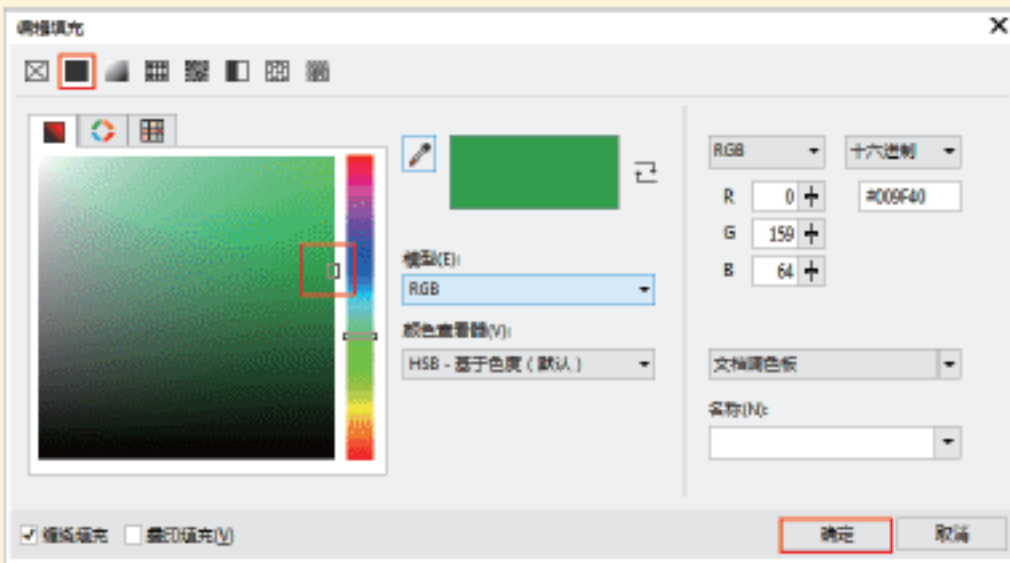 编辑填充
RGB
十六进制
R 0
#009F40
G 159
B 64
模型(E):
RGB
颜色查看器(V):
HSB - 基于色度 ( 默认 )
文档调色板
名称(N):
缠绕填充
叠印填充(V)
确定
取消